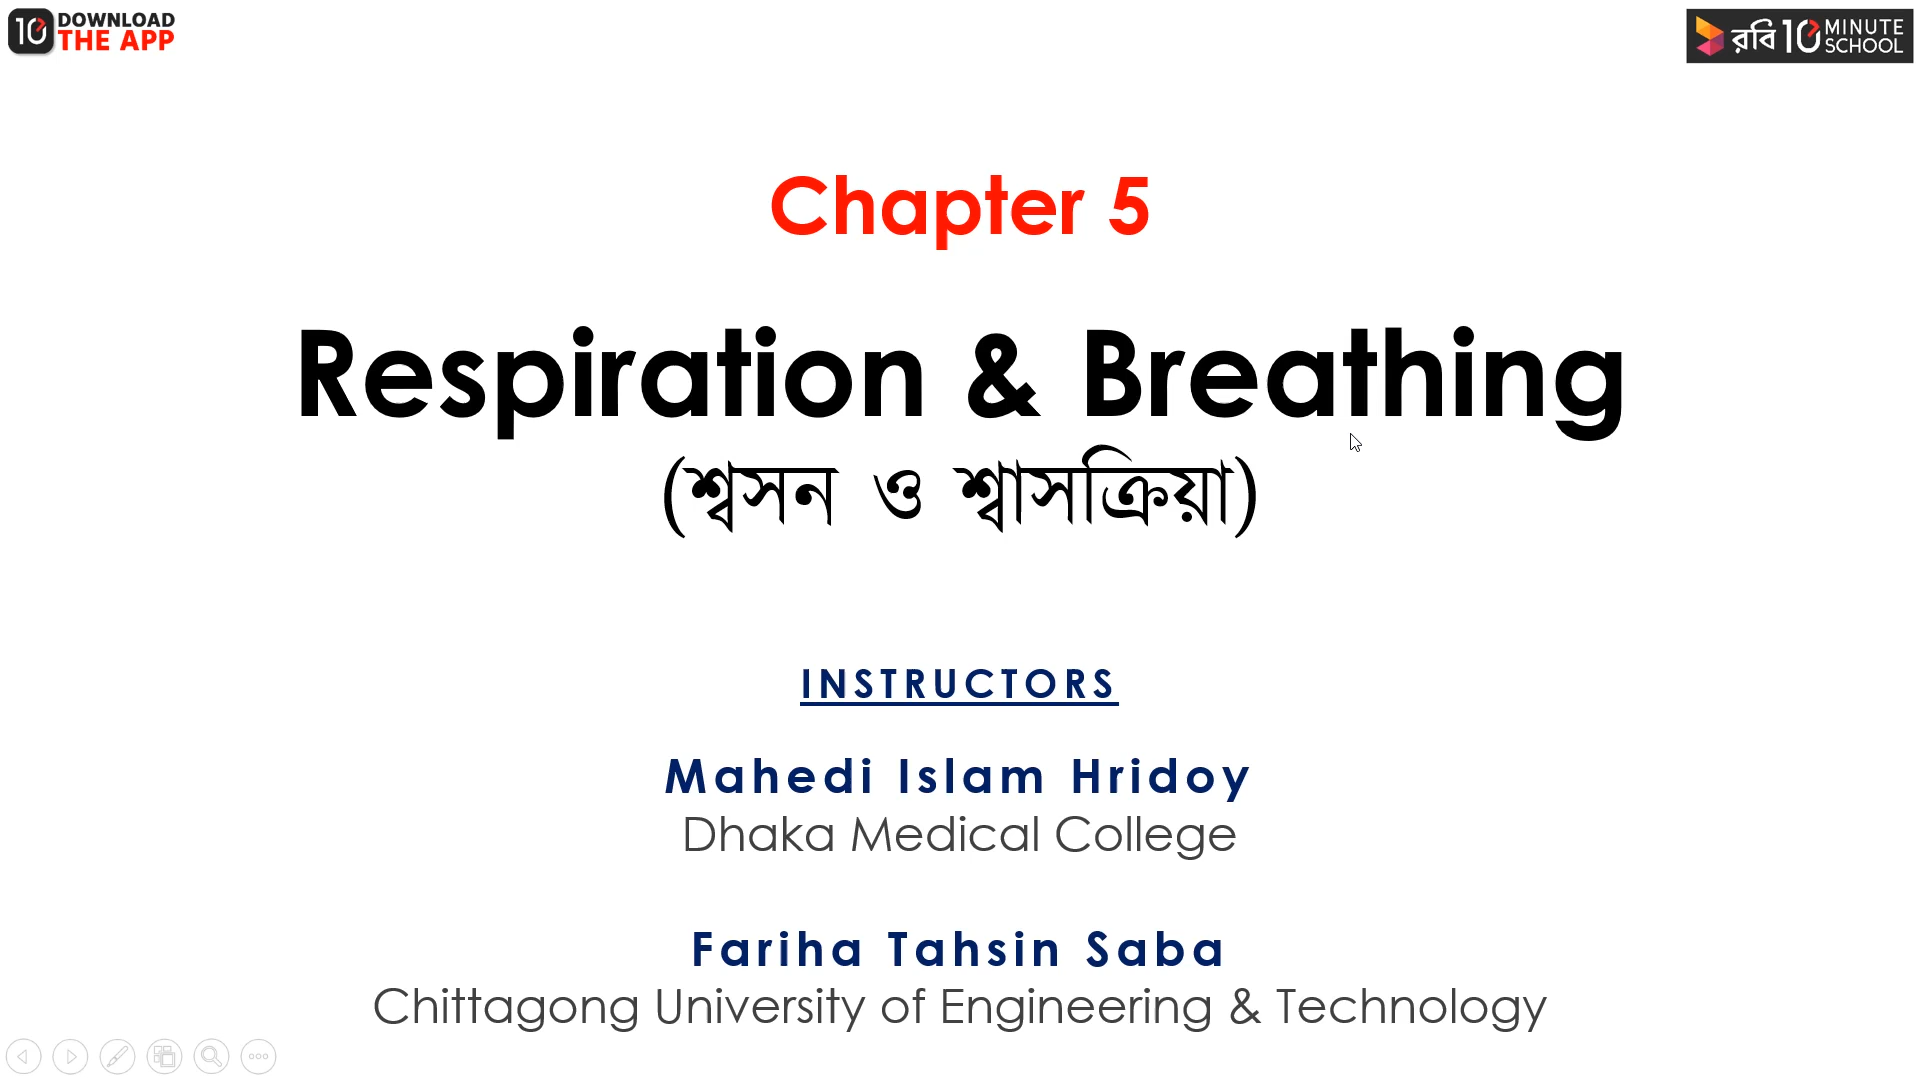 10 DOWNLOAD
THE APP
রবি 10 MINUTE
SCHOOL
Chapter 5
Respiration & Breathing
(শ্বসন ও শ্বাসক্রিয়া)
INSTRUCTORS
Mahedi Islam Hridoy
Dhaka Medical College
Fariha Tahsin Saba
Chittagong University of Engineering & Technology